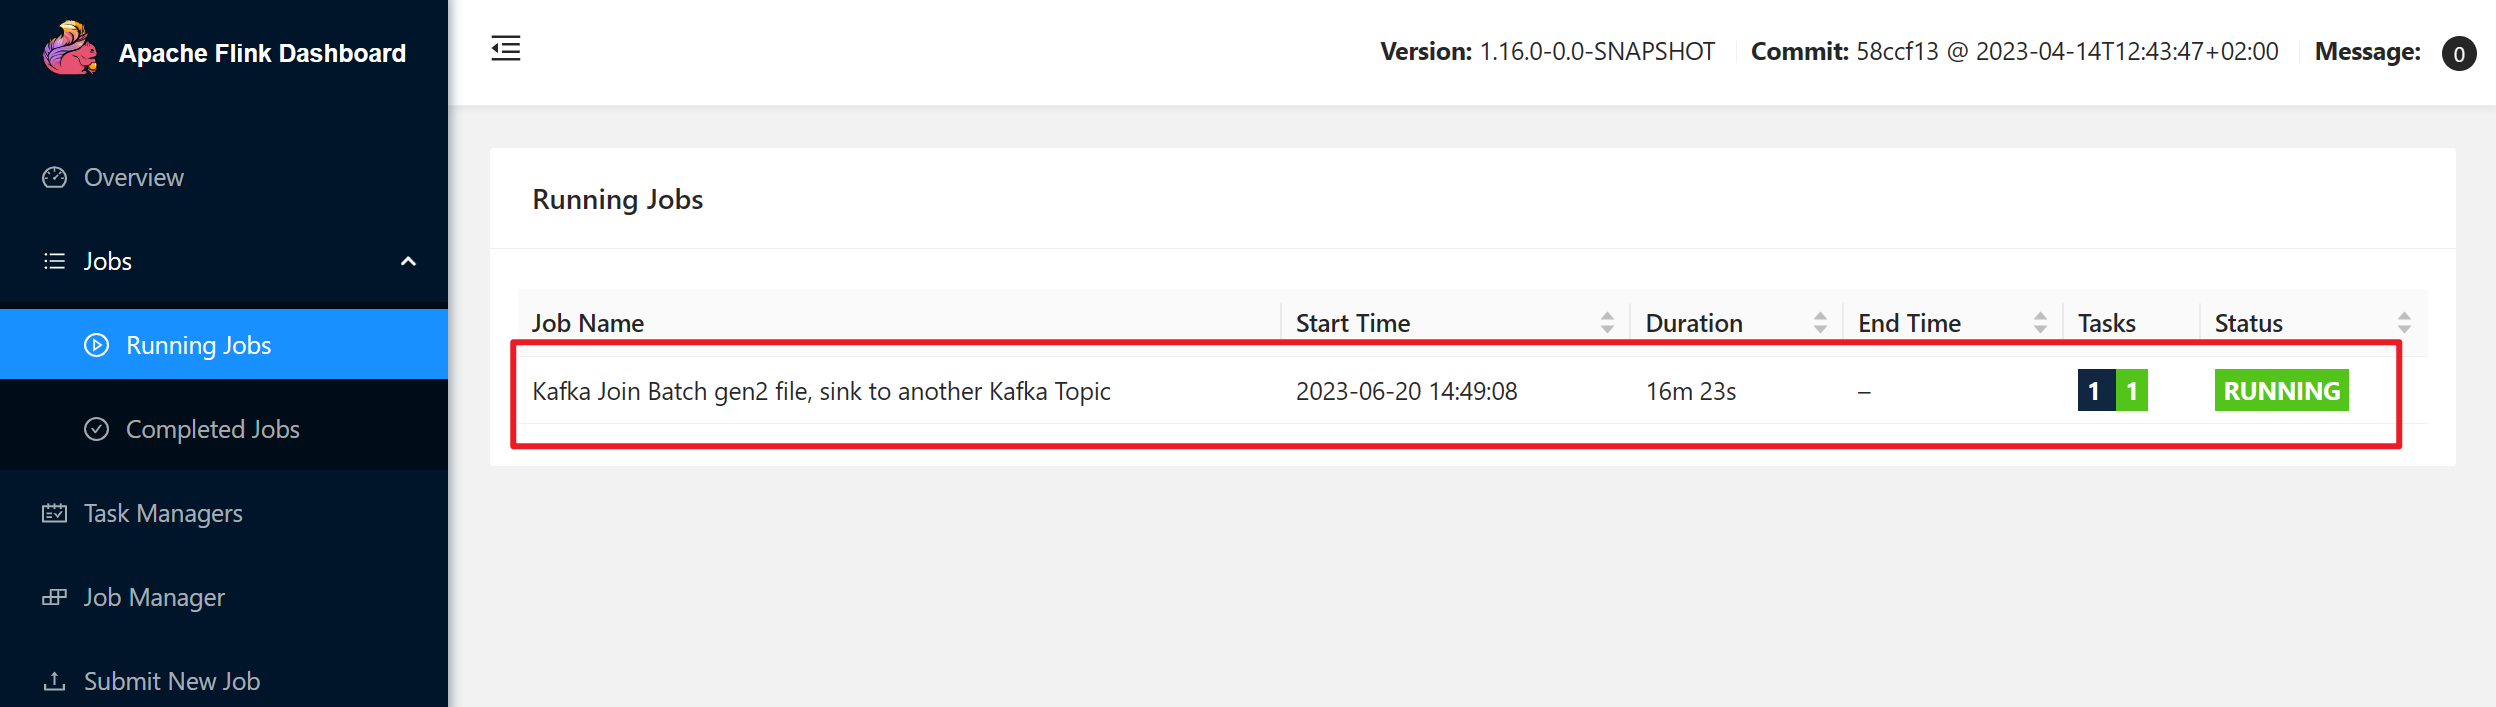 Apache Flink Dashboard
Version: 1.16.0-0.0-SNAPSHOT Commit: 58ccf13 @ 2023-04-14T12:43:47+02:00 Message: 0
Overview
Jobs
Running Jobs
Completed Jobs
Task Managers
Job Manager
Submit New Job
Running Jobs
Job Name Start Time Duration End Time Tasks Status
Kafka Join Batch gen2 file, sink to another Kafka Topic 2023-06-20 14:49:08 16m 23s – 1 1 RUNNING